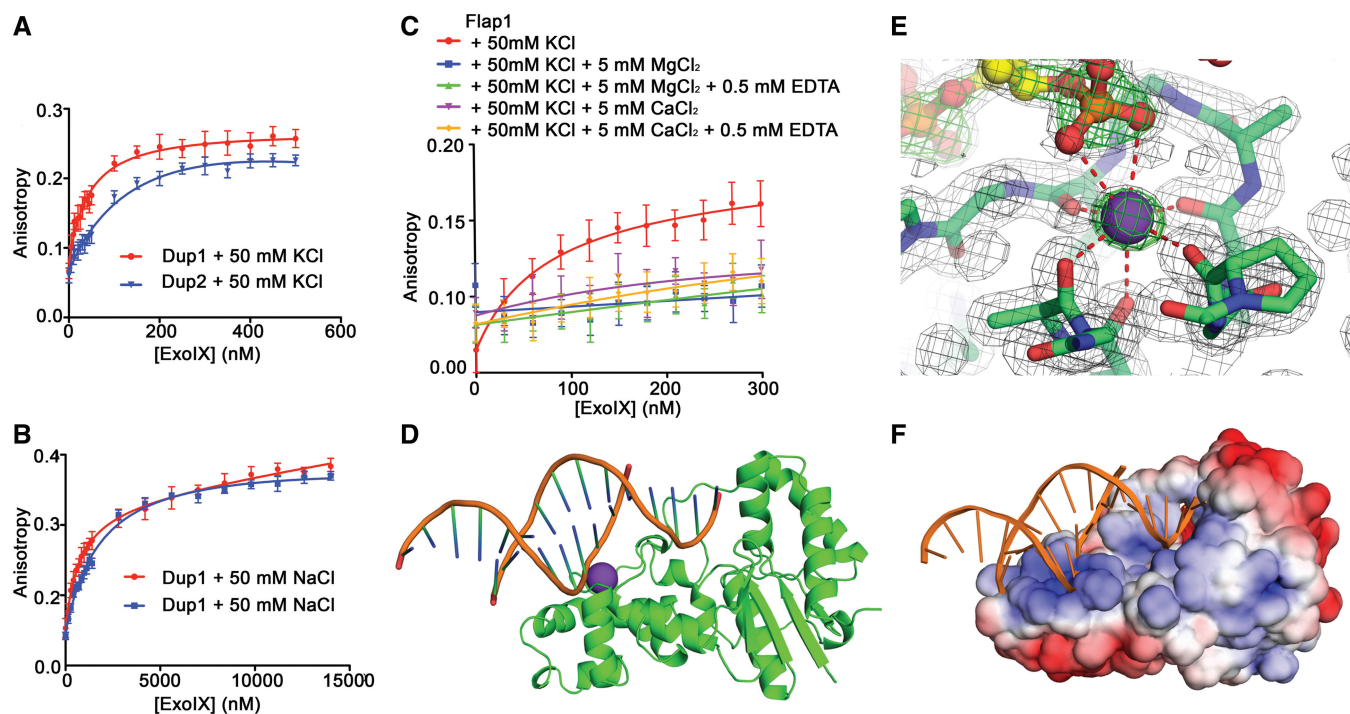 A
Anisotropy
0.3
0.2
0.1
0.0
0
200
400
600
Dup1 + 50 mM KCl
Dup2 + 50 mM KCl
[ExoIX] (nM)
B
Anisotropy
0.4
0.3
0.2
0.0
0
5000
10000
15000
Dup1 + 50 mM NaCl
Dup1 + 50 mM NaCl
[ExoIX] (nM)
C
Flap1
+ 50mM KCl
+ 50mM KCl + 5 mM MgCl₂
+ 50mM KCl + 5 mM MgCl₂ + 0.5 mM EDTA
+ 50mM KCl + 5 mM CaCl₂
+ 50mM KCl + 5 mM CaCl₂ + 0.5 mM EDTA
Anisotropy
0.20
0.15
0.10
0.00
0
100
200
300
[ExoIX] (nM)
D
E
F